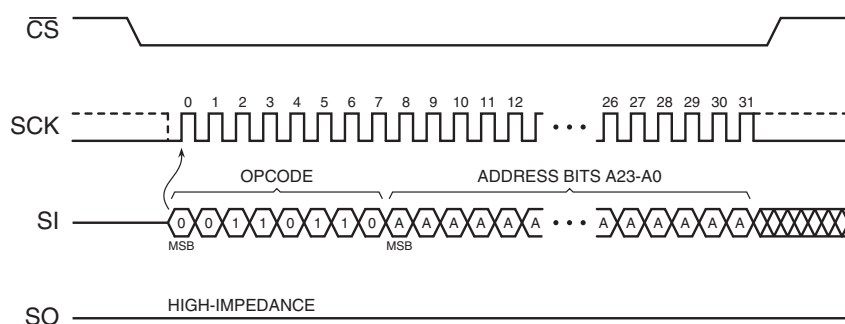 CS
0 1 2 3 4 5 6 7 8 9 10 11 12 26 27 28 29 30 31
SCK
OPCODE ADDRESS BITS A23-A0
SI 0 0 1 1 0 1 1 0 A A A A A A A A A A A A
MSB MSB
HIGH-IMPEDANCE
SO